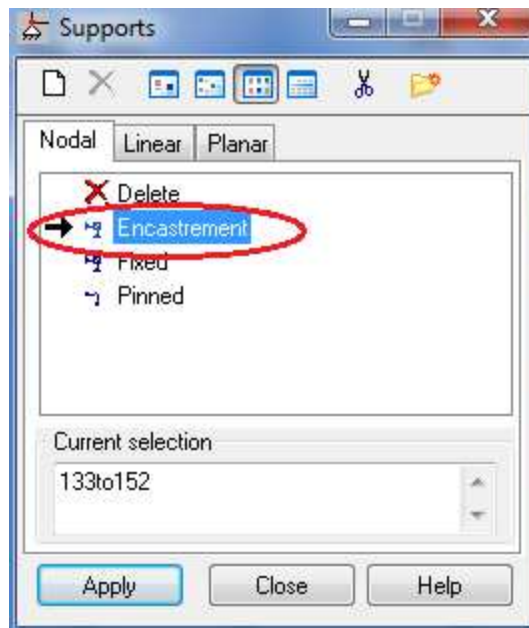 Supports
Nodal Linear Planar
Delete
Encastrement
Fixed
Pinned
Current selection
133to152
Apply Close Help